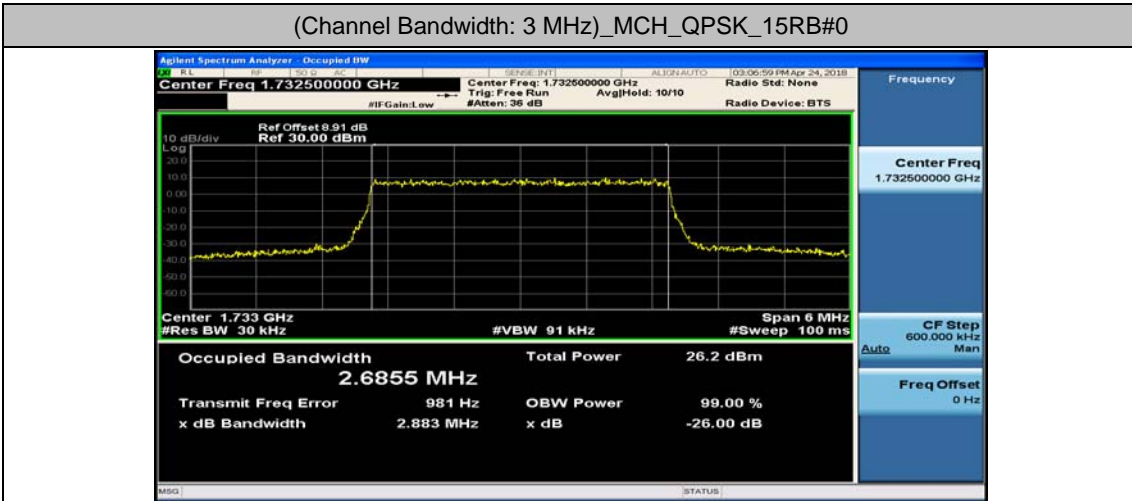 (Channel Bandwidth: 3 MHz)_MCH_QPSK_15RB#0
Agilent Spectrum Analyzer - Occupied BW
RL RF 50 Ω AC SENSE:INT ALIGN AUTO 03:06:59 PM Apr 24, 2018
Center Freq 1.732500000 GHz Center Freq: 1.732500000 GHz Radio Std: None
Trig: Free Run Avg|Hold: 10/10
#IFGain:Low #Atten: 36 dB Radio Device: BTS
Frequency
Ref Offset 8.91 dB
10 dB/div Ref 30.00 dBm
Log
20.0
10.0
0.00
-10.0
-20.0
-30.0
-40.0
-50.0
-60.0
Center Freq
1.732500000 GHz
Center 1.733 GHz Span 6 MHz
#Res BW 30 kHz #VBW 91 kHz #Sweep 100 ms
CF Step
600.000 kHz
Auto Man
Occupied Bandwidth Total Power 26.2 dBm
2.6855 MHz
Transmit Freq Error 981 Hz OBW Power 99.00 %
x dB Bandwidth 2.883 MHz x dB -26.00 dB
Freq Offset
0 Hz
MSG STATUS